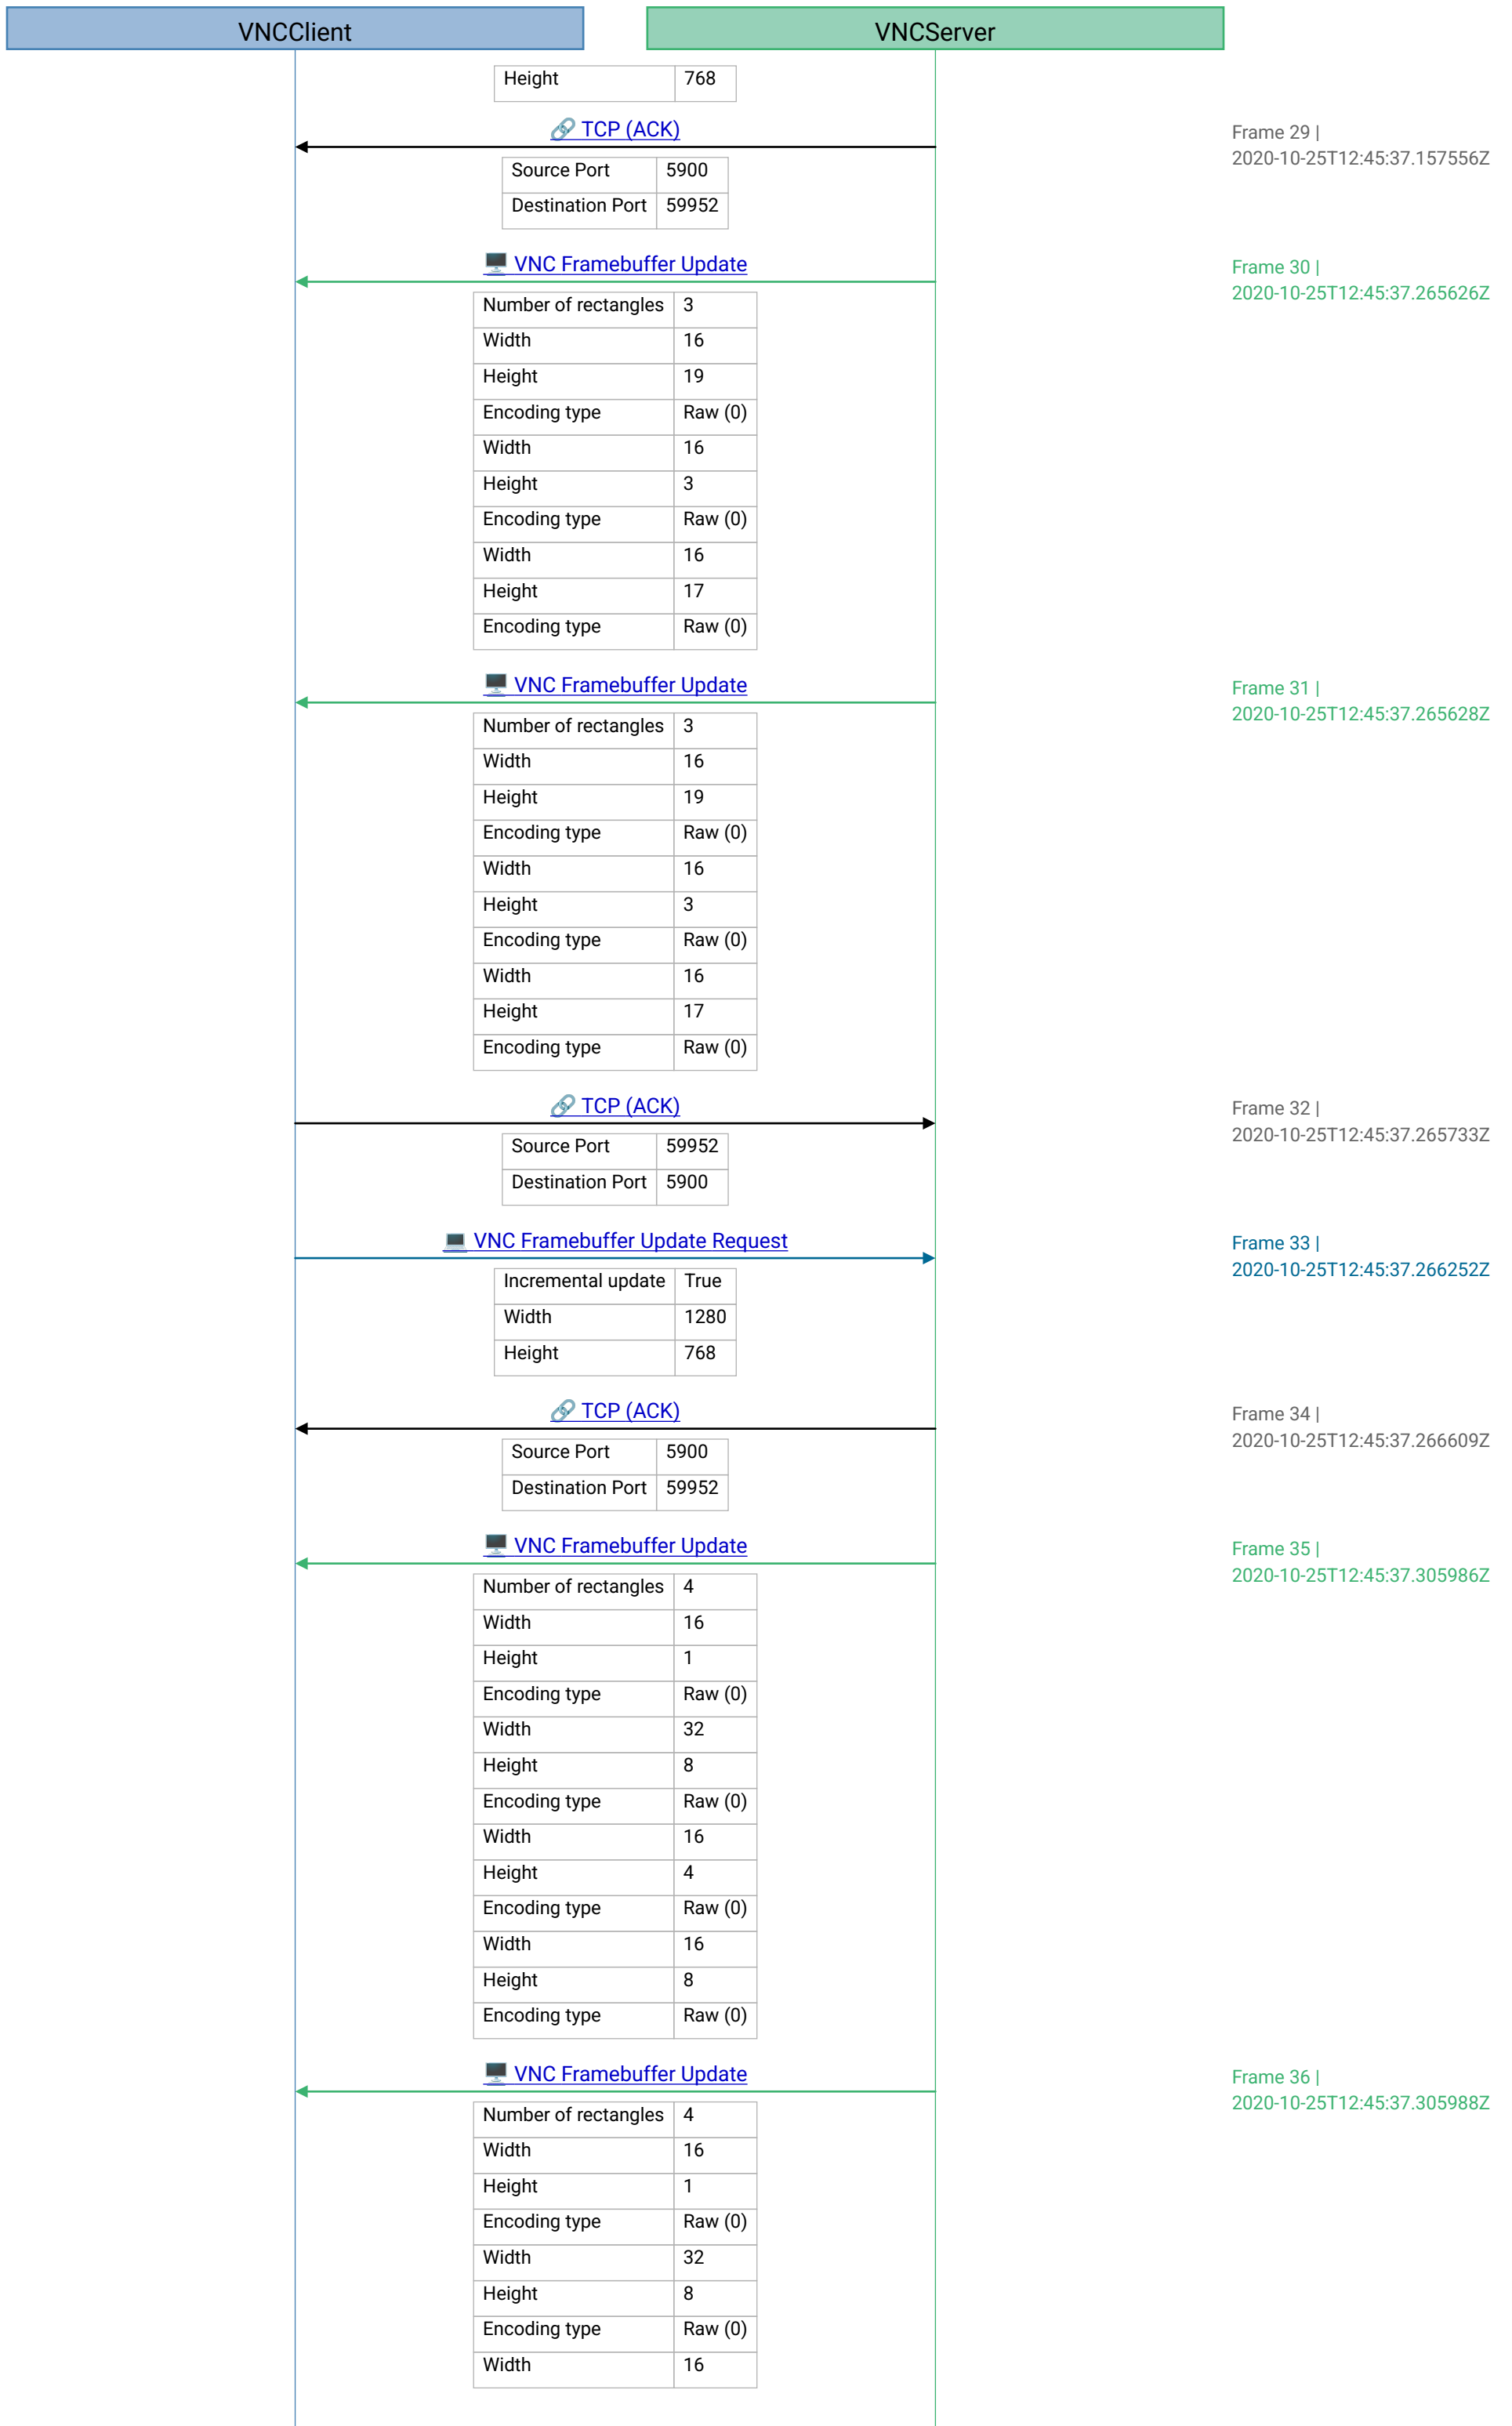 VNCClient VNCServer
Height 768
TCP (ACK)
Frame 29 |
2020-10-25T12:45:37.157556Z
Source Port 5900
Destination Port 59952
VNC Framebuffer Update
Frame 30 |
2020-10-25T12:45:37.265626Z
Number of rectangles 3
Width 16
Height 19
Encoding type Raw (0)
Width 16
Height 3
Encoding type Raw (0)
Width 16
Height 17
Encoding type Raw (0)
VNC Framebuffer Update
Frame 31 |
2020-10-25T12:45:37.265628Z
Number of rectangles 3
Width 16
Height 19
Encoding type Raw (0)
Width 16
Height 3
Encoding type Raw (0)
Width 16
Height 17
Encoding type Raw (0)
TCP (ACK)
Frame 32 |
2020-10-25T12:45:37.265733Z
Source Port 59952
Destination Port 5900
VNC Framebuffer Update Request
Frame 33 |
2020-10-25T12:45:37.266252Z
Incremental update True
Width 1280
Height 768
TCP (ACK)
Frame 34 |
2020-10-25T12:45:37.266609Z
Source Port 5900
Destination Port 59952
VNC Framebuffer Update
Frame 35 |
2020-10-25T12:45:37.305986Z
Number of rectangles 4
Width 16
Height 1
Encoding type Raw (0)
Width 32
Height 8
Encoding type Raw (0)
Width 16
Height 4
Encoding type Raw (0)
Width 16
Height 8
Encoding type Raw (0)
VNC Framebuffer Update
Frame 36 |
2020-10-25T12:45:37.305988Z
Number of rectangles 4
Width 16
Height 1
Encoding type Raw (0)
Width 32
Height 8
Encoding type Raw (0)
Width 16